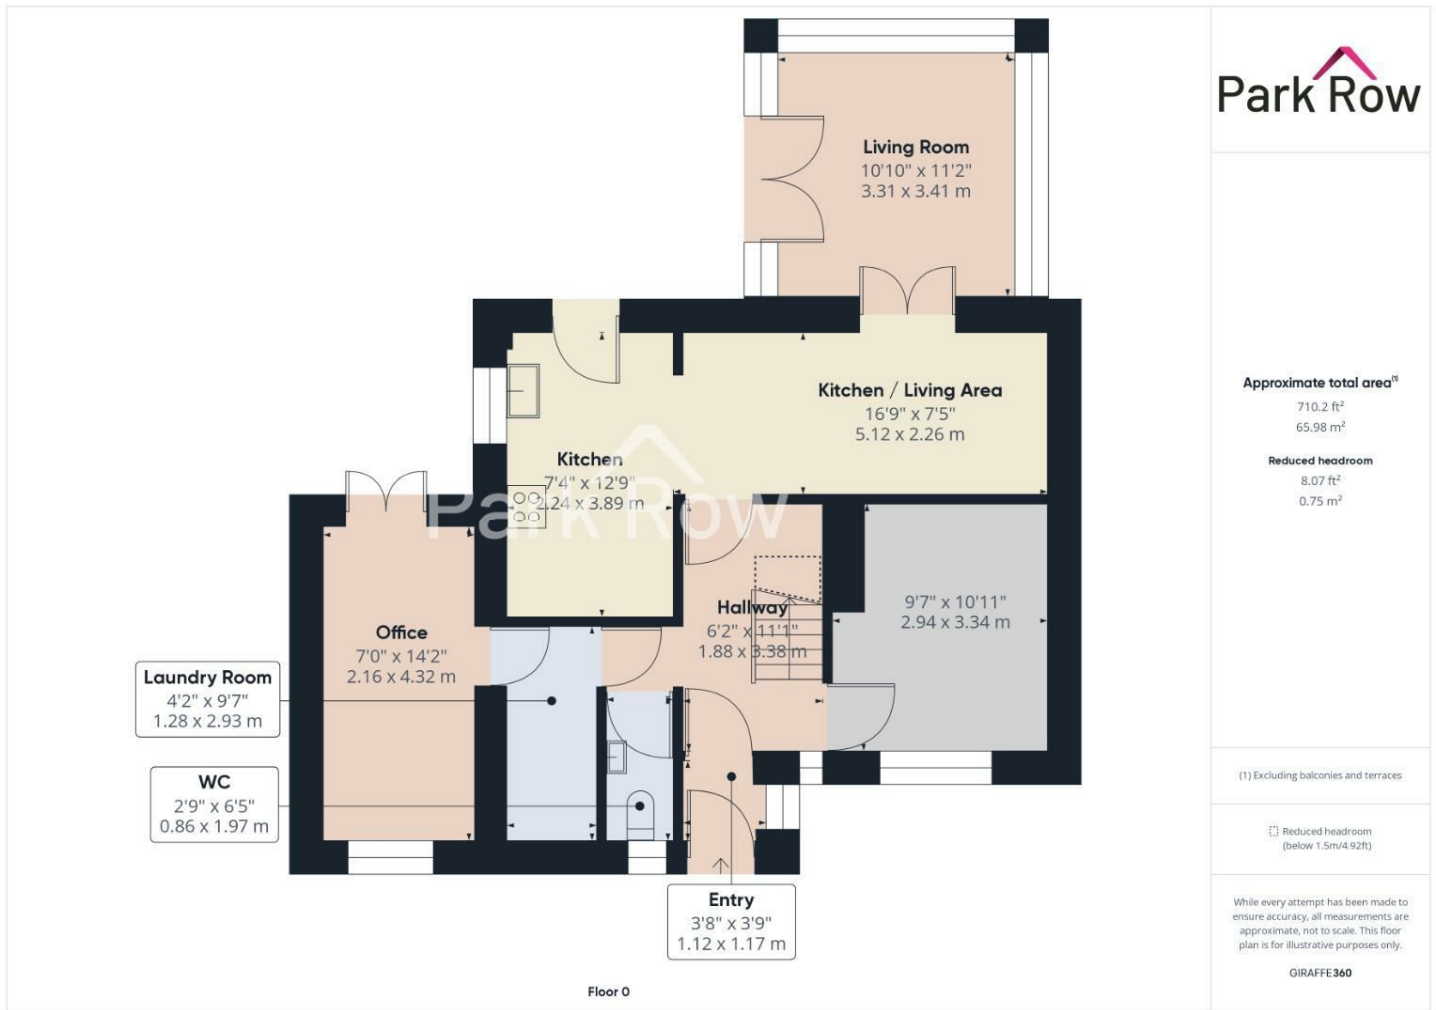 Park Row
Living Room
10'10" x 11'2"
3.31 x 3.41 m
Kitchen / Living Area
16'9" x 7'5"
5.12 x 2.26 m
Kitchen
7'4" x 12'9"
2.24 x 3.89 m
Park Row
Hallway
6'2" x 11'1"
1.88 x 3.38 m
9'7" x 10'11"
2.94 x 3.34 m
Office
7'0" x 14'2"
2.16 x 4.32 m
Laundry Room
4'2" x 9'7"
1.28 x 2.93 m
WC
2'9" x 6'5"
0.86 x 1.97 m
Entry
3'8" x 3'9"
1.12 x 1.17 m
Floor 0
Approximate total area(1)
710.2 ft²
65.98 m²
Reduced headroom
8.07 ft²
0.75 m²
(1) Excluding balconies and terraces
Reduced headroom
(below 1.5m/4.92ft)
While every attempt has been made to
ensure accuracy, all measurements are
approximate, not to scale. This floor
plan is for illustrative purposes only.
GIRAFFE360